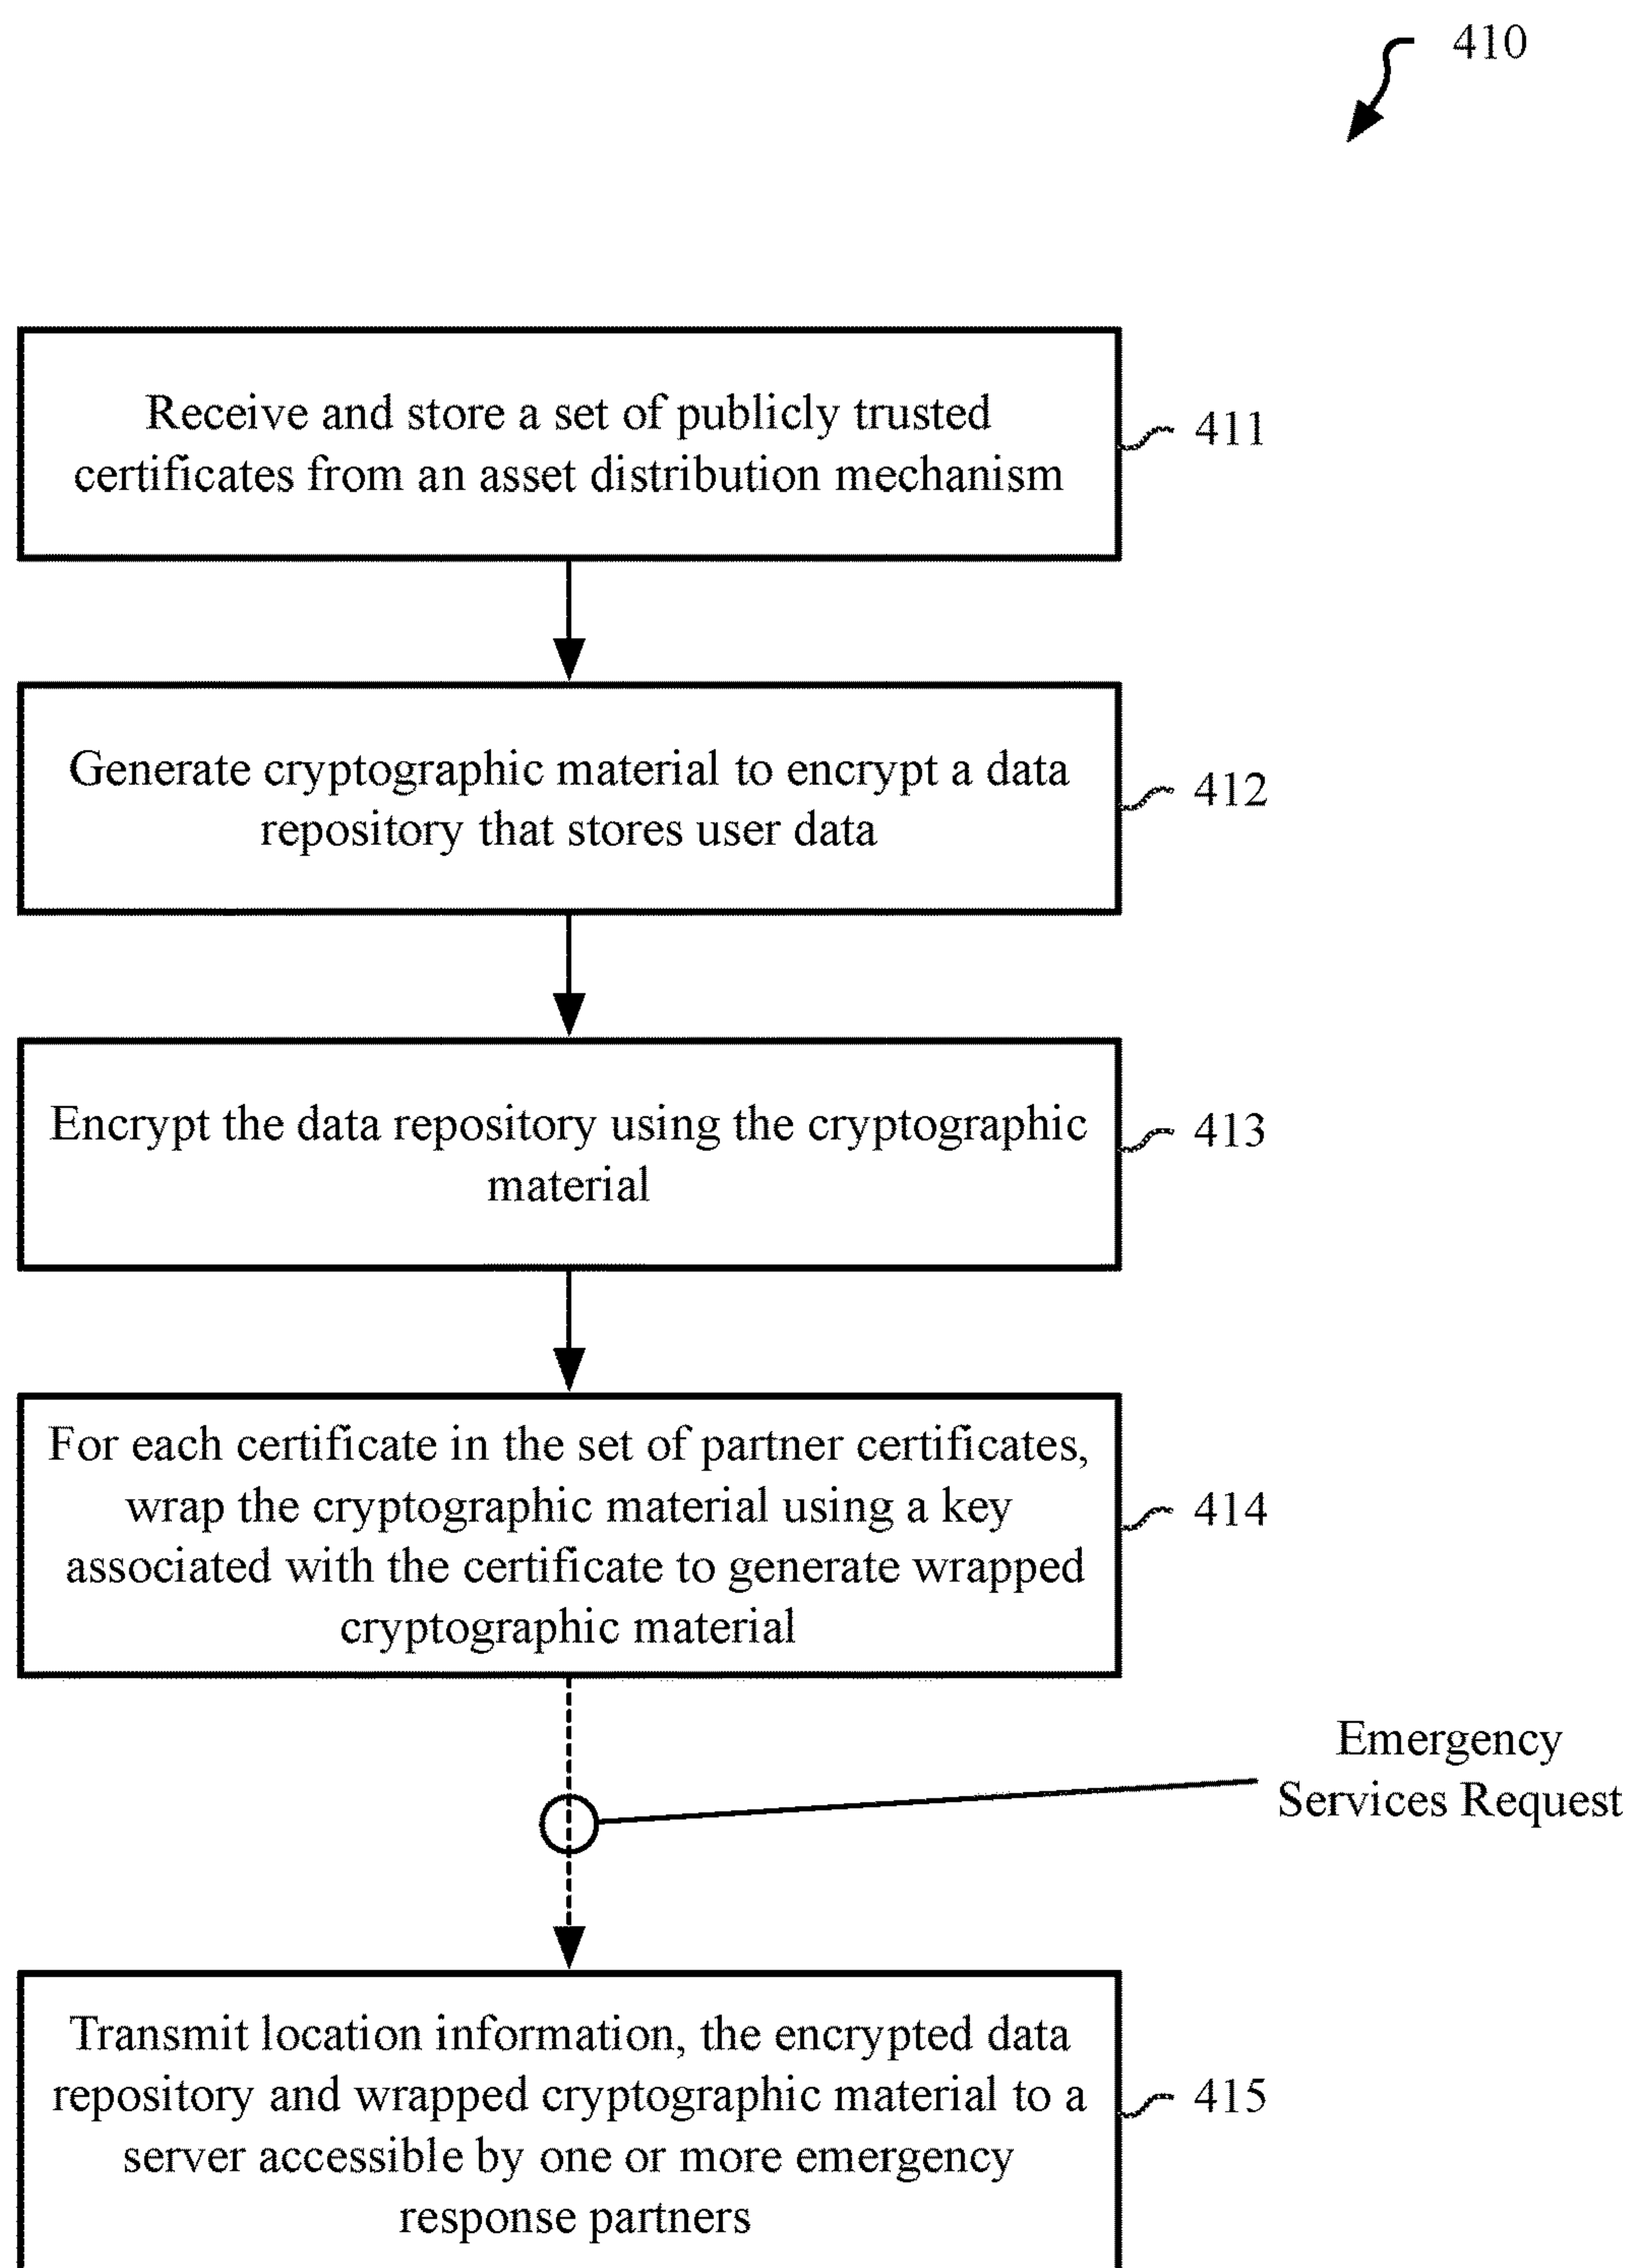 410
Receive and store a set of publicly trusted
certificates from an asset distribution mechanism
411
Generate cryptographic material to encrypt a data
repository that stores user data
412
Encrypt the data repository using the cryptographic
material
413
For each certificate in the set of partner certificates,
wrap the cryptographic material using a key
associated with the certificate to generate wrapped
cryptographic material
414
Emergency
Services Request
Transmit location information, the encrypted data
repository and wrapped cryptographic material to a
server accessible by one or more emergency
response partners
415